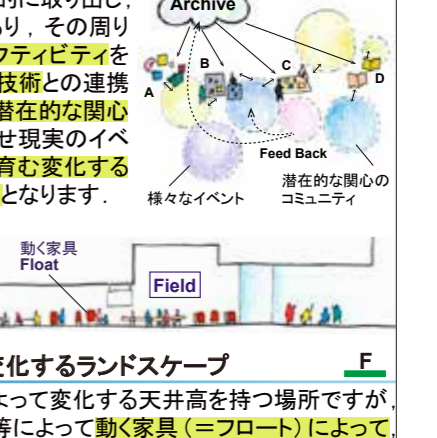 的に取り出し，
Archive
あり，その周り
クティビティを
技術との連携
潜在的な関心
せ現実のイベ
育む変化する
となります．
A
B
C
D
Feed Back
様々なイベント
潜在的な関心の
コミュニティ
動く家具
Float
Field
変化するランドスケープ
F
よって変化する天井高を持つ場所ですが，
等によって動く家具（＝フロート）によって，